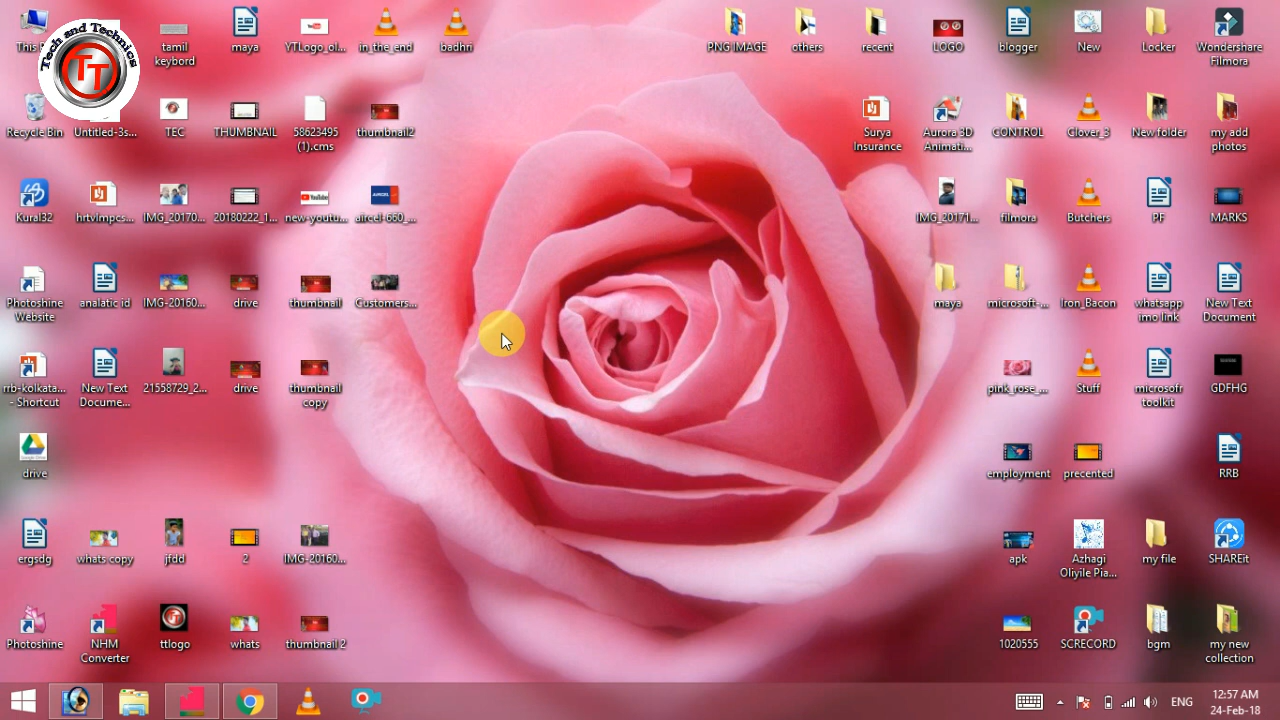 This
tamil
keybord
maya
YTLogo_ol...
in_the_end
badhri
PNG IMAGE
others
recent
LOGO
blogger
New
Locker
Wondershare
Filmora
Tech and Technics
TT
Recycle Bin
Untitled-3s...
TEC
THUMBNAIL
58623495
(1).cms
thumbnail2
Surya
Insurance
Aurora 3D
Animati...
CONTROL
Clover_3
New folder
my add
photos
Kural32
hrtvlmpcs...
IMG_20170...
20180222_1...
new-youtu...
aircel-660_...
IMG_20171...
filmora
Butchers
PF
MARKS
Photoshine
Website
analatic id
IMG-20160...
drive
thumbnail
Customers...
maya
microsoft-...
Iron_Bacon
whatsapp
imo link
New Text
Document
rrb-kolkata...
- Shortcut
New Text
Docume...
21558729_2...
drive
thumbnail
copy
pink_rose_...
Stuff
microsoft
toolkit
GDFHG
drive
employment
precented
RRB
ergsdg
whats copy
jfdd
2
IMG-20160...
apk
Azhagi
Oliyile Pia...
my file
SHAREit
Photoshine
NHM
Converter
ttlogo
whats
thumbnail 2
1020555
SCRECORD
bgm
my new
collection
ENG
12:57 AM
24-Feb-18